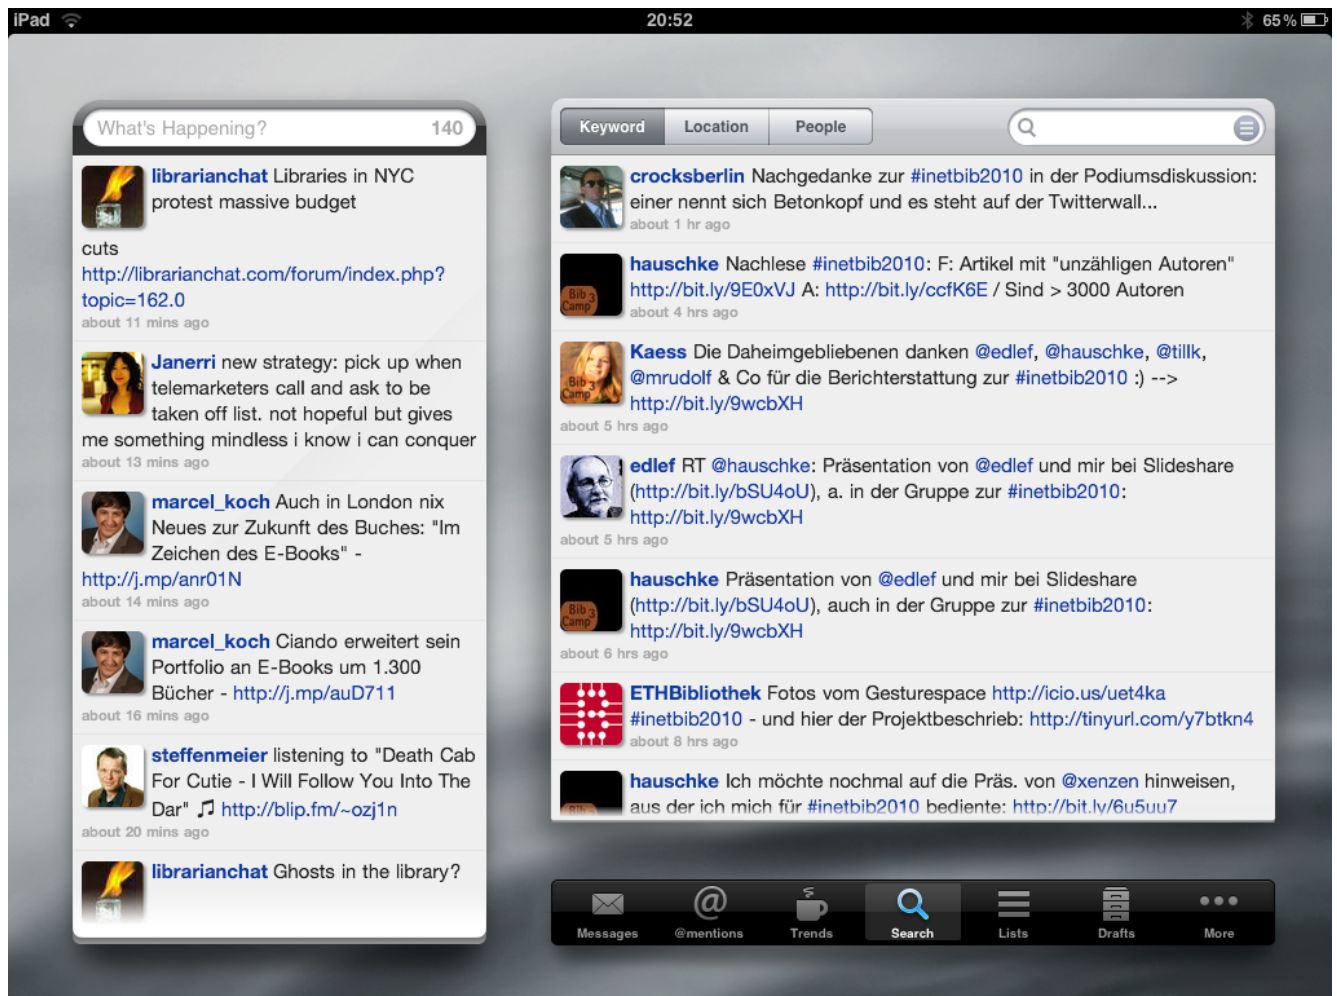 iPad
20:52
65%
What's Happening?
140
librarianchat Libraries in NYC
protest massive budget
cuts
http://librarianchat.com/forum/index.php?
topic=162.0
about 11 mins ago
Janerri new strategy: pick up when
telemarketers call and ask to be
taken off list. not hopeful but gives
me something mindless i know i can conquer
about 13 mins ago
marcel_koch Auch in London nix
Neues zur Zukunft des Buches: "Im
Zeichen des E-Books" -
http://j.mp/anr01N
about 14 mins ago
marcel_koch Ciando erweitert sein
Portfolio an E-Books um 1.300
Bücher - http://j.mp/auD711
about 16 mins ago
steffenmeier listening to "Death Cab
For Cutie - I Will Follow You Into The
Dar" ♫ http://blip.fm/~ozj1n
about 20 mins ago
librarianchat Ghosts in the library?
Keyword
Location
People
crocksberlin Nachgedanke zur #inetbib2010 in der Podiumsdiskussion:
einer nennt sich Betonkopf und es steht auf der Twitterwall...
about 1 hr ago
Bib 3
Camp
hauschke Nachlese #inetbib2010: F: Artikel mit "unzähligen Autoren"
http://bit.ly/9E0xVJ A: http://bit.ly/ccfK6E / Sind > 3000 Autoren
about 4 hrs ago
Bib 3
Camp
Kaess Die Daheimgebliebenen danken @edlef, @hauschke, @tillk,
@mrudolf & Co für die Berichterstattung zur #inetbib2010 :) -->
http://bit.ly/9wcbXH
about 5 hrs ago
edlef RT @hauschke: Präsentation von @edlef und mir bei Slideshare
(http://bit.ly/bSU4oU), a. in der Gruppe zur #inetbib2010:
http://bit.ly/9wcbXH
about 5 hrs ago
Bib 3
Camp
hauschke Präsentation von @edlef und mir bei Slideshare
(http://bit.ly/bSU4oU), auch in der Gruppe zur #inetbib2010:
http://bit.ly/9wcbXH
about 6 hrs ago
ETHBibliothek Fotos vom Gesturespace http://icio.us/uet4ka
#inetbib2010 - und hier der Projektbeschrieb: http://tinyurl.com/y7btkn4
about 8 hrs ago
hauschke Ich möchte nochmal auf die Präs. von @xenzen hinweisen,
aus der ich mich für #inetbib2010 bediente: http://bit.ly/6u5uu7
Messages
@mentions
Trends
Search
Lists
Drafts
More